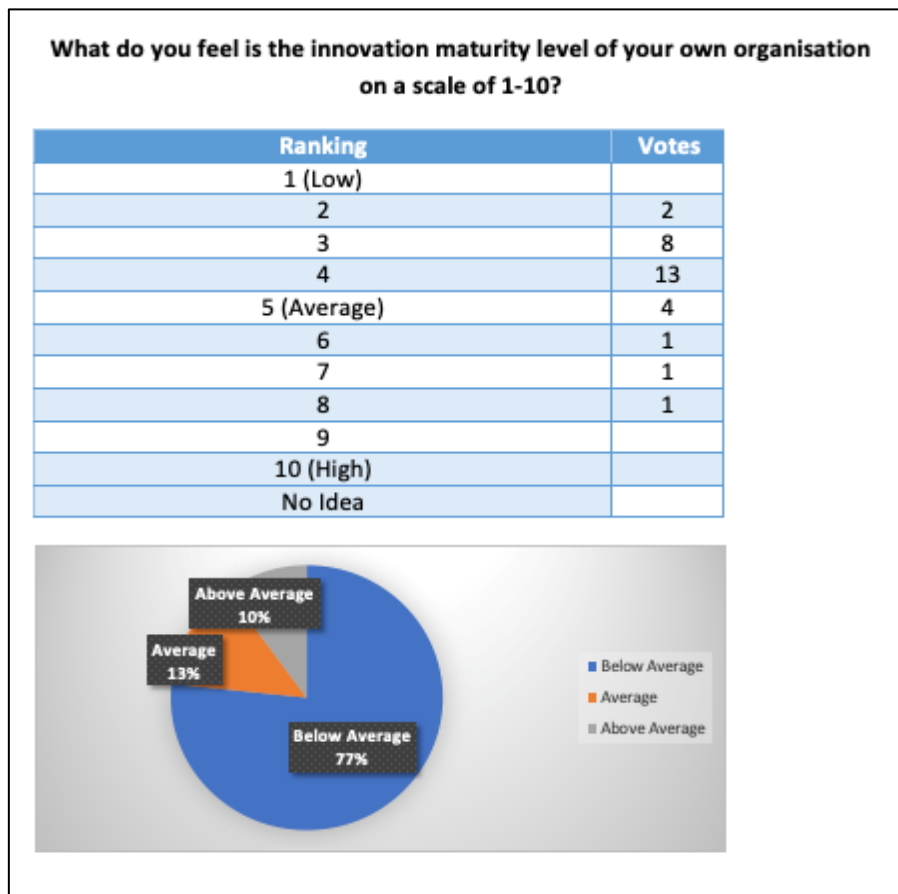 What do you feel is the innovation maturity level of your own organisation
on a scale of 1-10?
Ranking Votes
1 (Low)
2 2
3 8
4 13
5 (Average) 4
6 1
7 1
8 1
9
10 (High)
No Idea
Above Average
10%
Average
13%
Below Average
77%
Below Average
Average
Above Average